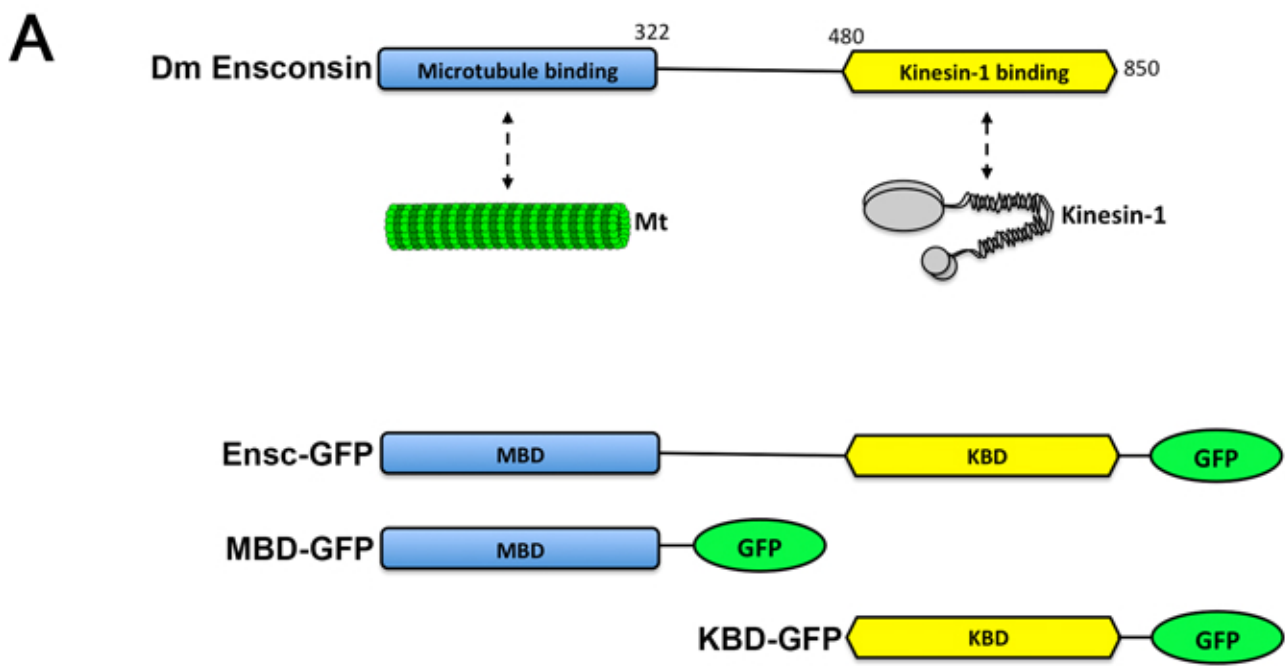 A
Dm Ensconsin
Microtubule binding
322
480
Kinesin-1 binding
850
Mt
Kinesin-1
Ensc-GFP
MBD
KBD
GFP
MBD-GFP
MBD
GFP
KBD-GFP
KBD
GFP